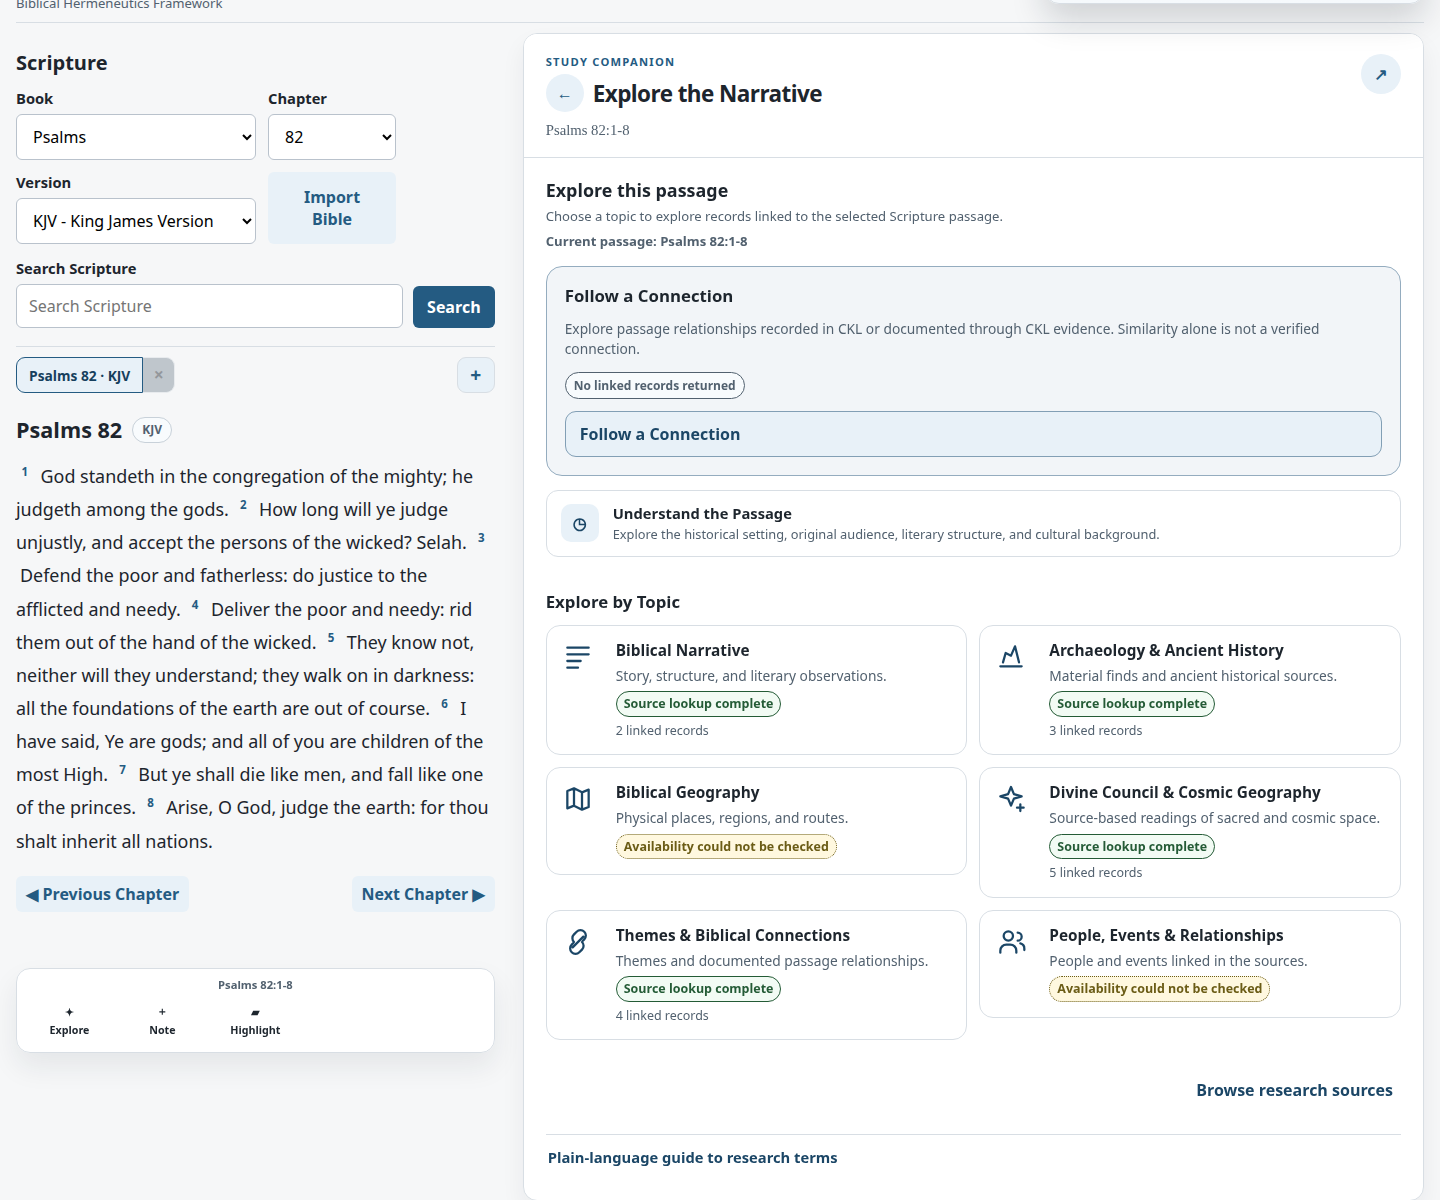 Biblical Hermeneutics Framework
Scripture
Book
Chapter
Psalms
82
Version
KJV - King James Version
Import
Bible
Search Scripture
Search Scripture
Search
Psalms 82 · KJV
×
+
Psalms 82
KJV
1 God standeth in the congregation of the mighty; he
judgeth among the gods. 2 How long will ye judge
unjustly, and accept the persons of the wicked? Selah. 3
Defend the poor and fatherless: do justice to the
afflicted and needy. 4 Deliver the poor and needy: rid
them out of the hand of the wicked. 5 They know not,
neither will they understand; they walk on in darkness:
all the foundations of the earth are out of course. 6 I
have said, Ye are gods; and all of you are children of the
most High. 7 But ye shall die like men, and fall like one
of the princes. 8 Arise, O God, judge the earth: for thou
shalt inherit all nations.
◀ Previous Chapter
Next Chapter ▶
Psalms 82:1-8
Explore
Note
Highlight
STUDY COMPANION
← Explore the Narrative
↗
Psalms 82:1-8
Explore this passage
Choose a topic to explore records linked to the selected Scripture passage.
Current passage: Psalms 82:1-8
Follow a Connection
Explore passage relationships recorded in CKL or documented through CKL evidence. Similarity alone is not a verified
connection.
No linked records returned
Follow a Connection
Understand the Passage
Explore the historical setting, original audience, literary structure, and cultural background.
Explore by Topic
Biblical Narrative
Story, structure, and literary observations.
Source lookup complete
2 linked records
Archaeology & Ancient History
Material finds and ancient historical sources.
Source lookup complete
3 linked records
Biblical Geography
Physical places, regions, and routes.
Availability could not be checked
Divine Council & Cosmic Geography
Source-based readings of sacred and cosmic space.
Source lookup complete
5 linked records
Themes & Biblical Connections
Themes and documented passage relationships.
Source lookup complete
4 linked records
People, Events & Relationships
People and events linked in the sources.
Availability could not be checked
Browse research sources
Plain-language guide to research terms